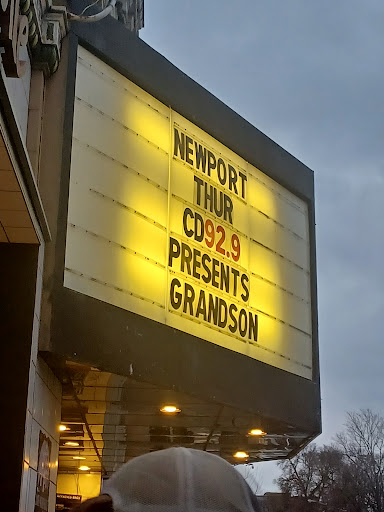 NEWPORT
THUR
CD92.9
PRESENTS
GRANDSON